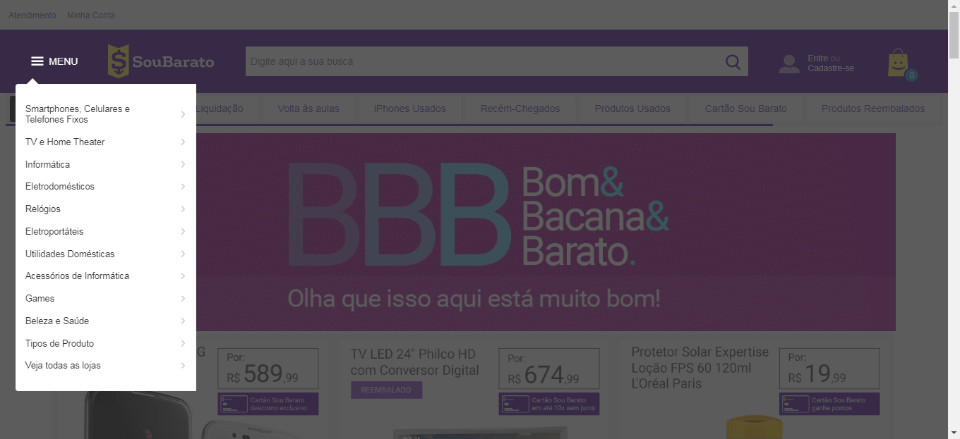 Atendimento Minha Conta
MENU
SouBarato
Digite aqui a sua busca
Entre ou
Cadastre-se
0
Liquidação Volta às aulas iPhones Usados Recém-Chegados Produtos Usados Cartão Sou Barato Produtos Reembalados
Smartphones, Celulares e
Telefones Fixos
TV e Home Theater
Informática
Eletrodomésticos
Relógios
Eletroportáteis
Utilidades Domésticas
Acessórios de Informática
Games
Beleza e Saúde
Tipos de Produto
Veja todas as lojas
BBB
Bom&
Bacana&
Barato.
Olha que isso aqui está muito bom!
G
Por:
R$ 589,99
Cartão Sou Barato
desconto exclusivo
TV LED 24" Philco HD
com Conversor Digital
REEMBALADO
Por:
R$ 674,99
Cartão Sou Barato
em até 10x sem juros
Protetor Solar Expertise
Loção FPS 60 120ml
L'Oréal Paris
Por:
R$ 19,99
Cartão Sou Barato
ganhe pontos